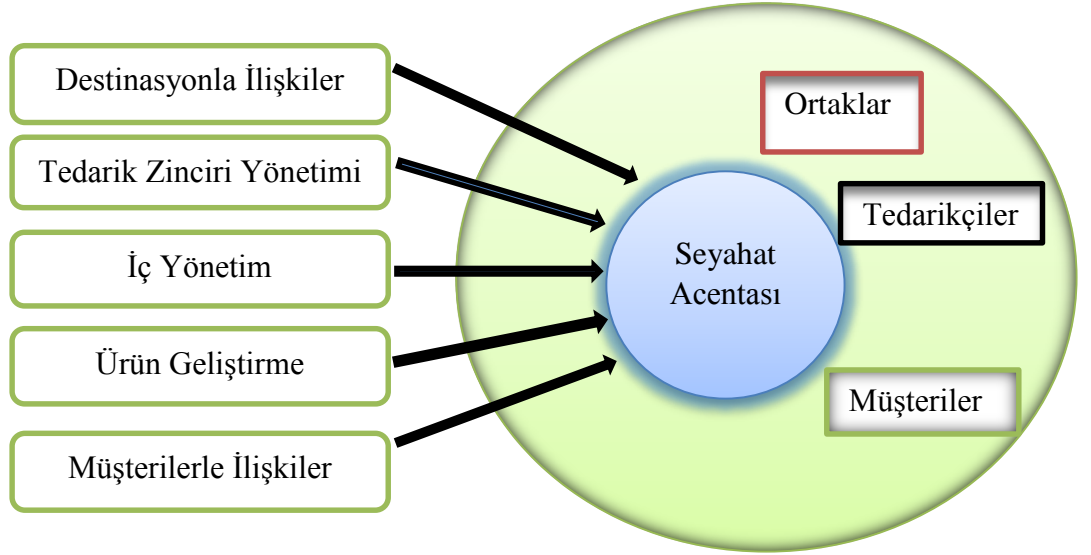 Destinasyonla İlişkiler
Tedarik Zinciri Yönetimi
İç Yönetim
Ürün Geliştirme
Müşterilerle İlişkiler
Seyahat
Acentası
Ortaklar
Tedarikçiler
Müşteriler